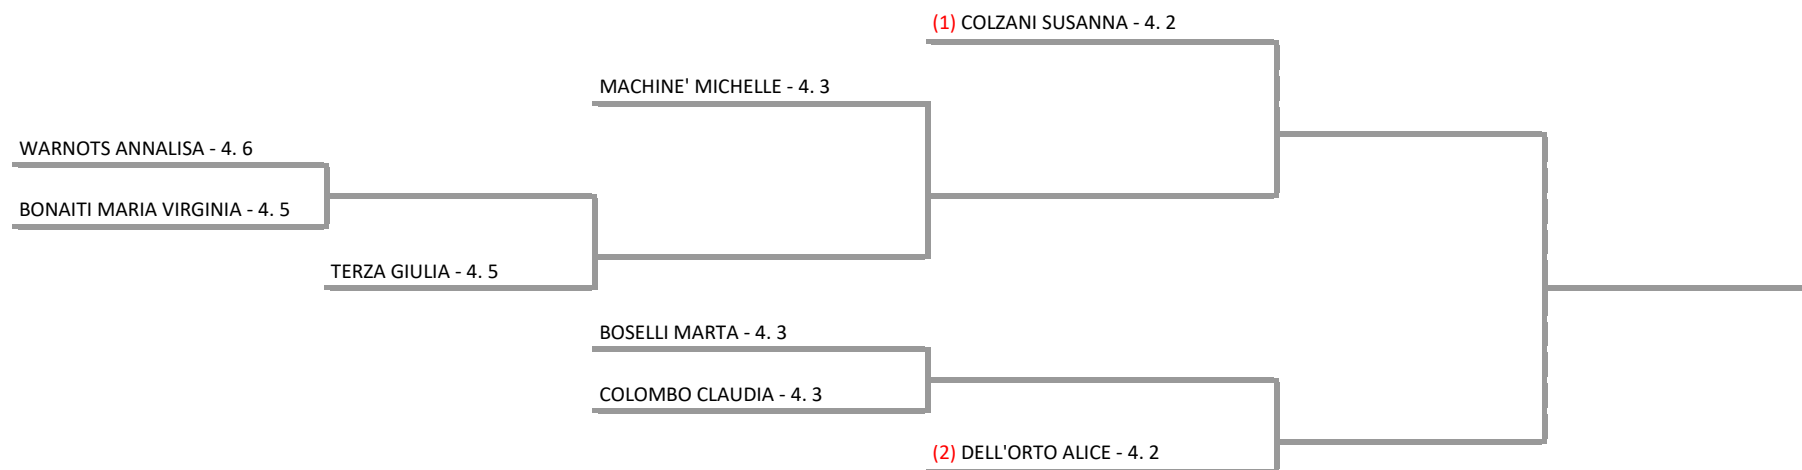 (1) COLZANI SUSANNA - 4. 2
MACHINE' MICHELLE - 4. 3
WARNOTS ANNALISA - 4. 6
BONAITI MARIA VIRGINIA - 4. 5
TERZA GIULIA - 4. 5
BOSELLI MARTA - 4. 3
COLOMBO CLAUDIA - 4. 3
(2) DELL'ORTO ALICE - 4. 2